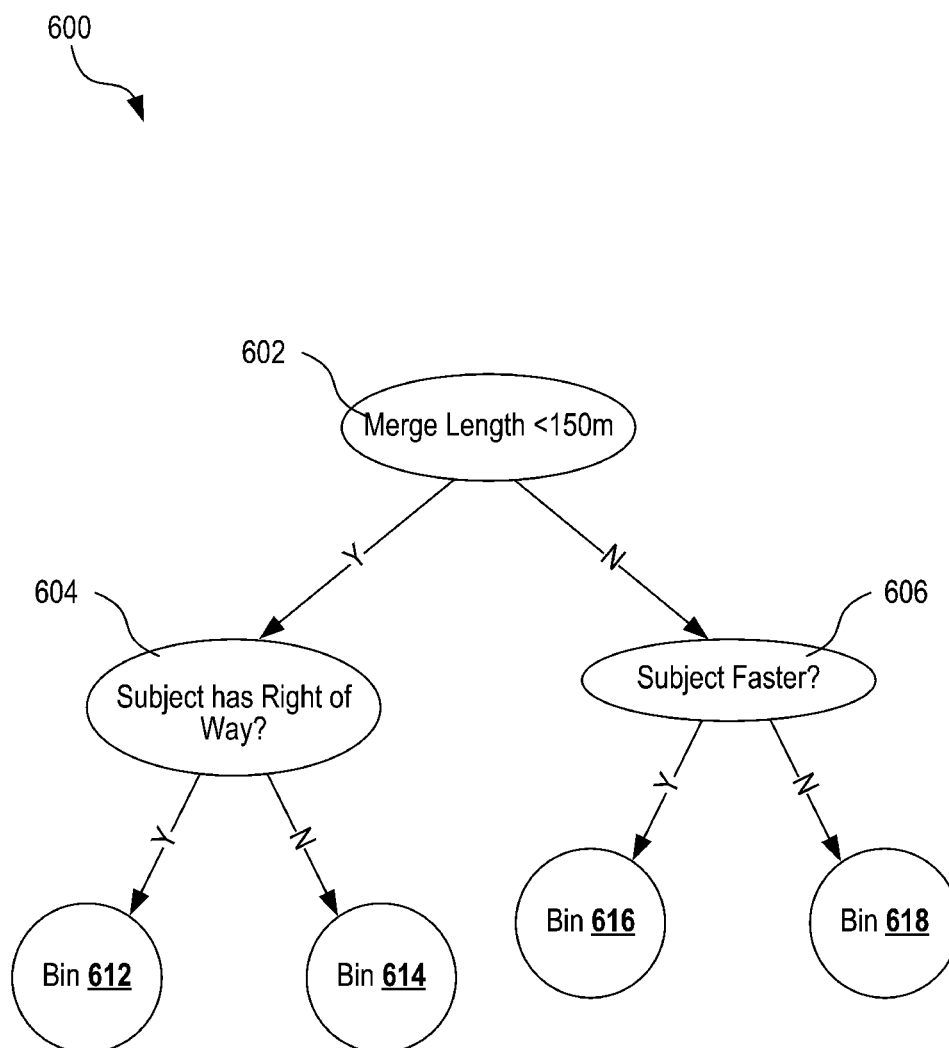 600
602
Merge Length <150m
Y
N
604
606
Subject has Right of
Way?
Subject Faster?
Y
N
Y
N
Bin 616
Bin 618
Bin 612
Bin 614